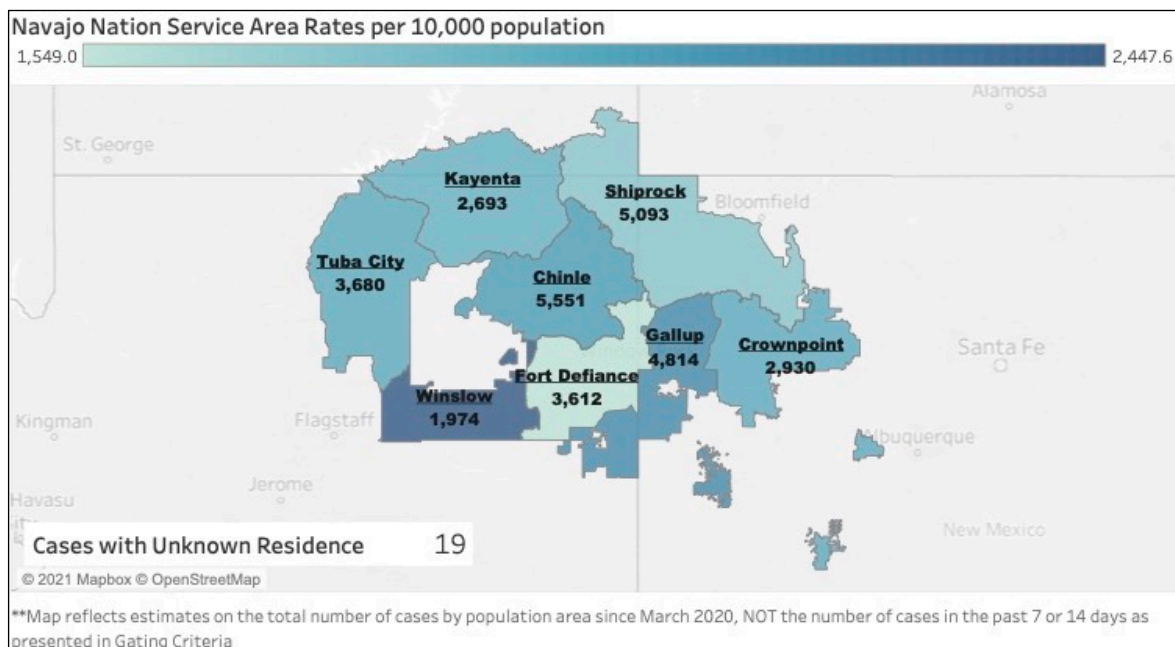 Navajo Nation Service Area Rates per 10,000 population
1,549.0
2,447.6
Alamosa
St. George
Kayenta
2,693
Shiprock
5,093
Bloomfield
Tuba City
3,680
Chinle
5,551
Gallup
4,814
Crownpoint
2,930
Santa Fe
Fort Defiance
3,612
Winslow
1,974
Kingman
Flagstaff
Albuquerque
Jerome
Havasu
New Mexico
Cases with Unknown Residence 19
© 2021 Mapbox © OpenStreetMap
**Map reflects estimates on the total number of cases by population area since March 2020, NOT the number of cases in the past 7 or 14 days as
presented in Gating Criteria